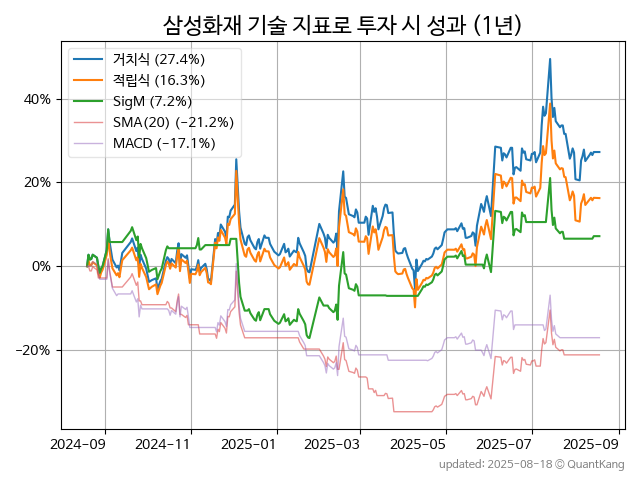 삼성화재 기술 지표로 투자 시 성과 (1년)
거치식 (27.4%)
적립식 (16.3%)
SigM (7.2%)
SMA(20) (−21.2%)
MACD (−17.1%)
40%
20%
0%
−20%
2024-09 2024-11 2025-01 2025-03 2025-05 2025-07 2025-09
updated: 2025-08-18 © QuantKang